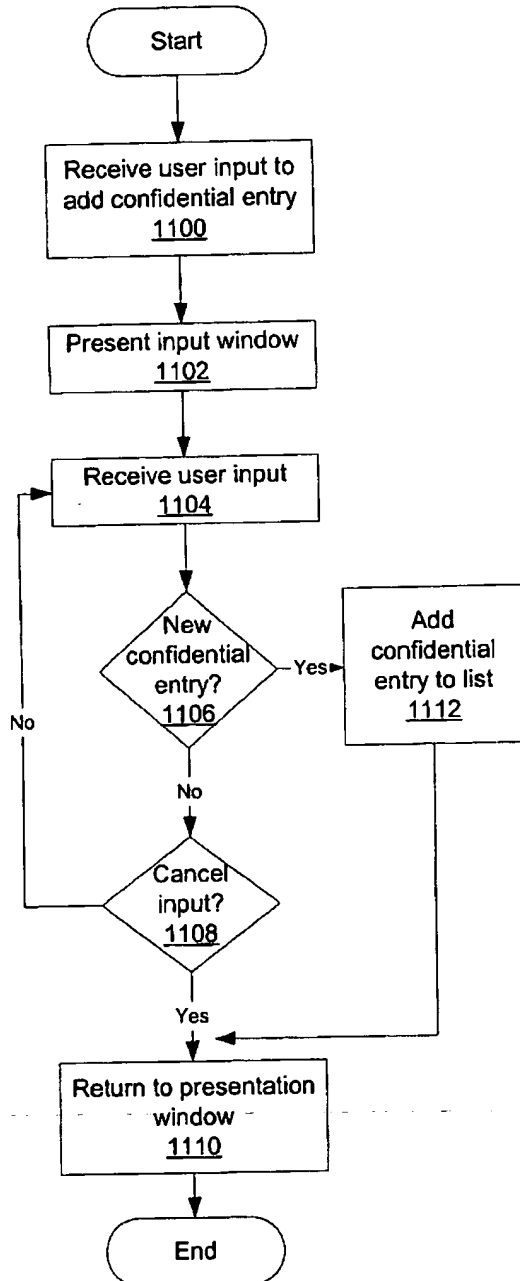 Start
Receive user input to
add confidential entry
1100
Present input window
1102
Receive user input
1104
New
confidential
entry?
1106
Yes
Add
confidential
entry to list
1112
No
No
Cancel
input?
1108
Yes
Return to presentation
window
1110
End